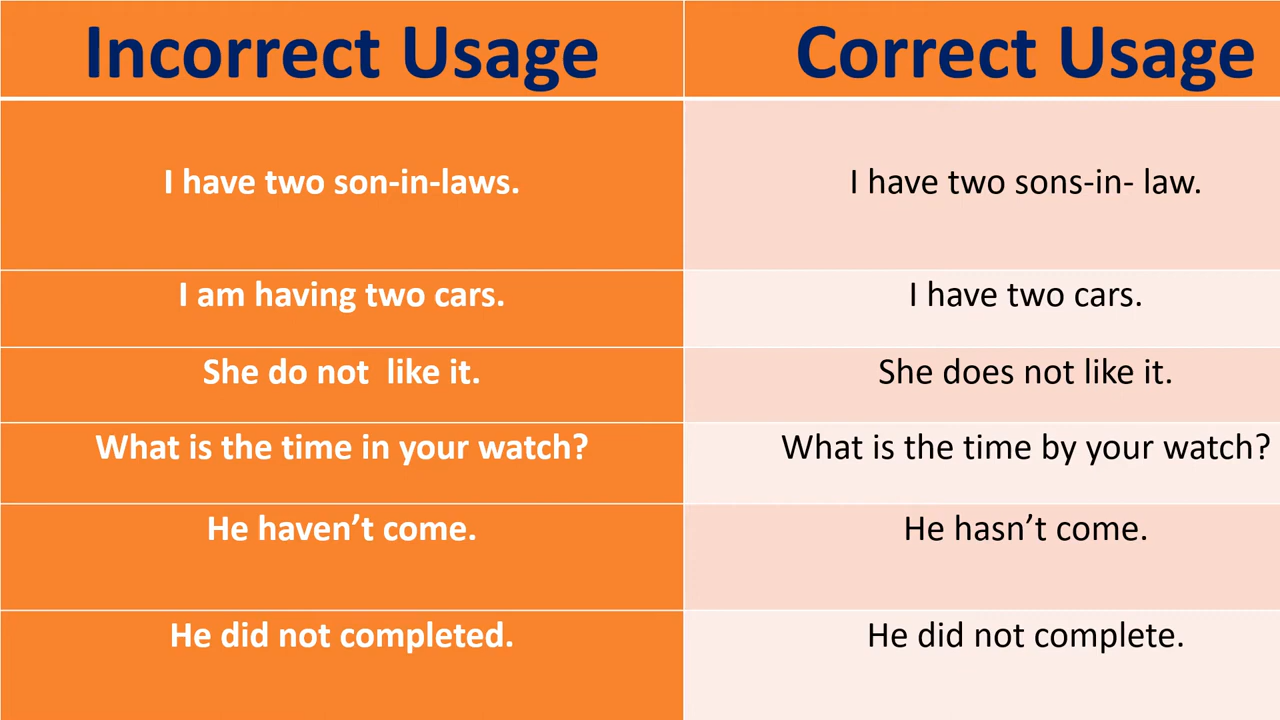 Incorrect Usage
Correct Usage
I have two son-in-laws.
I have two sons-in- law.
I am having two cars.
I have two cars.
She do not  like it.
She does not like it.
What is the time in your watch?
What is the time by your watch?
He haven’t come.
He hasn’t come.
He did not completed.
He did not complete.